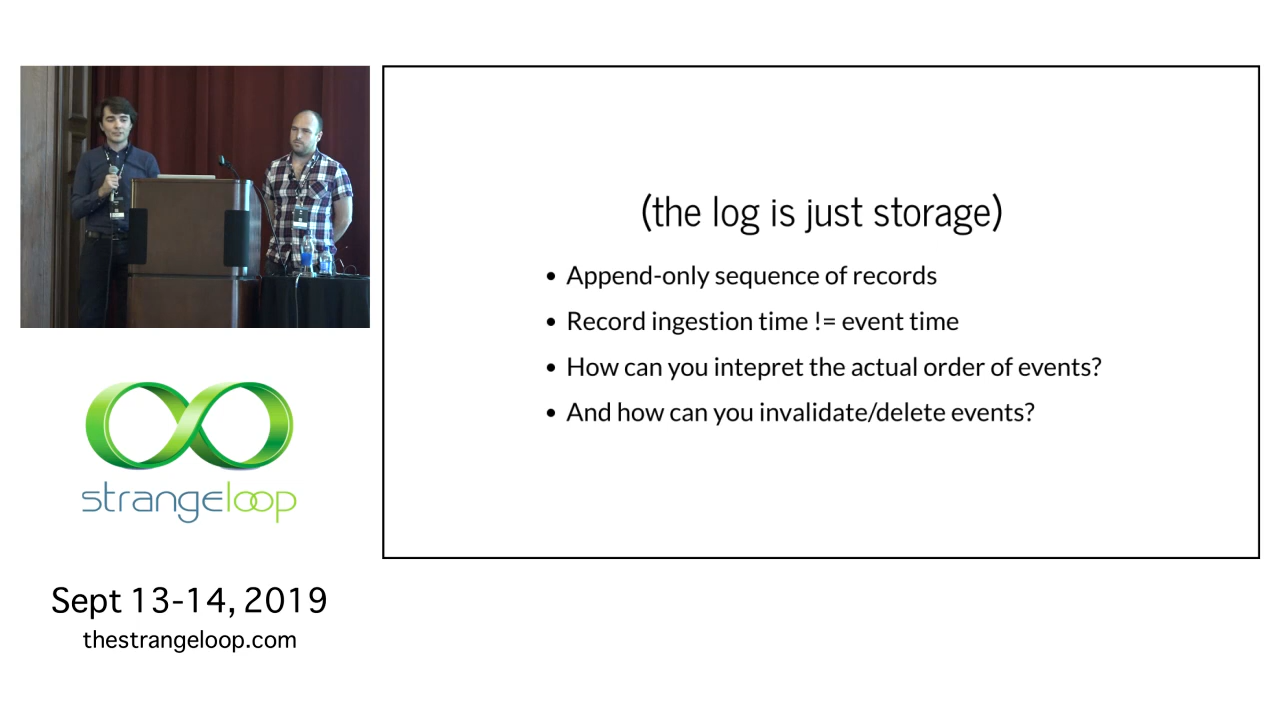 (the log is just storage)
• Append-only sequence of records
• Record ingestion time != event time
• How can you intepret the actual order of events?
• And how can you invalidate/delete events?
strangeloop
Sept 13-14, 2019
thestrangeloop.com